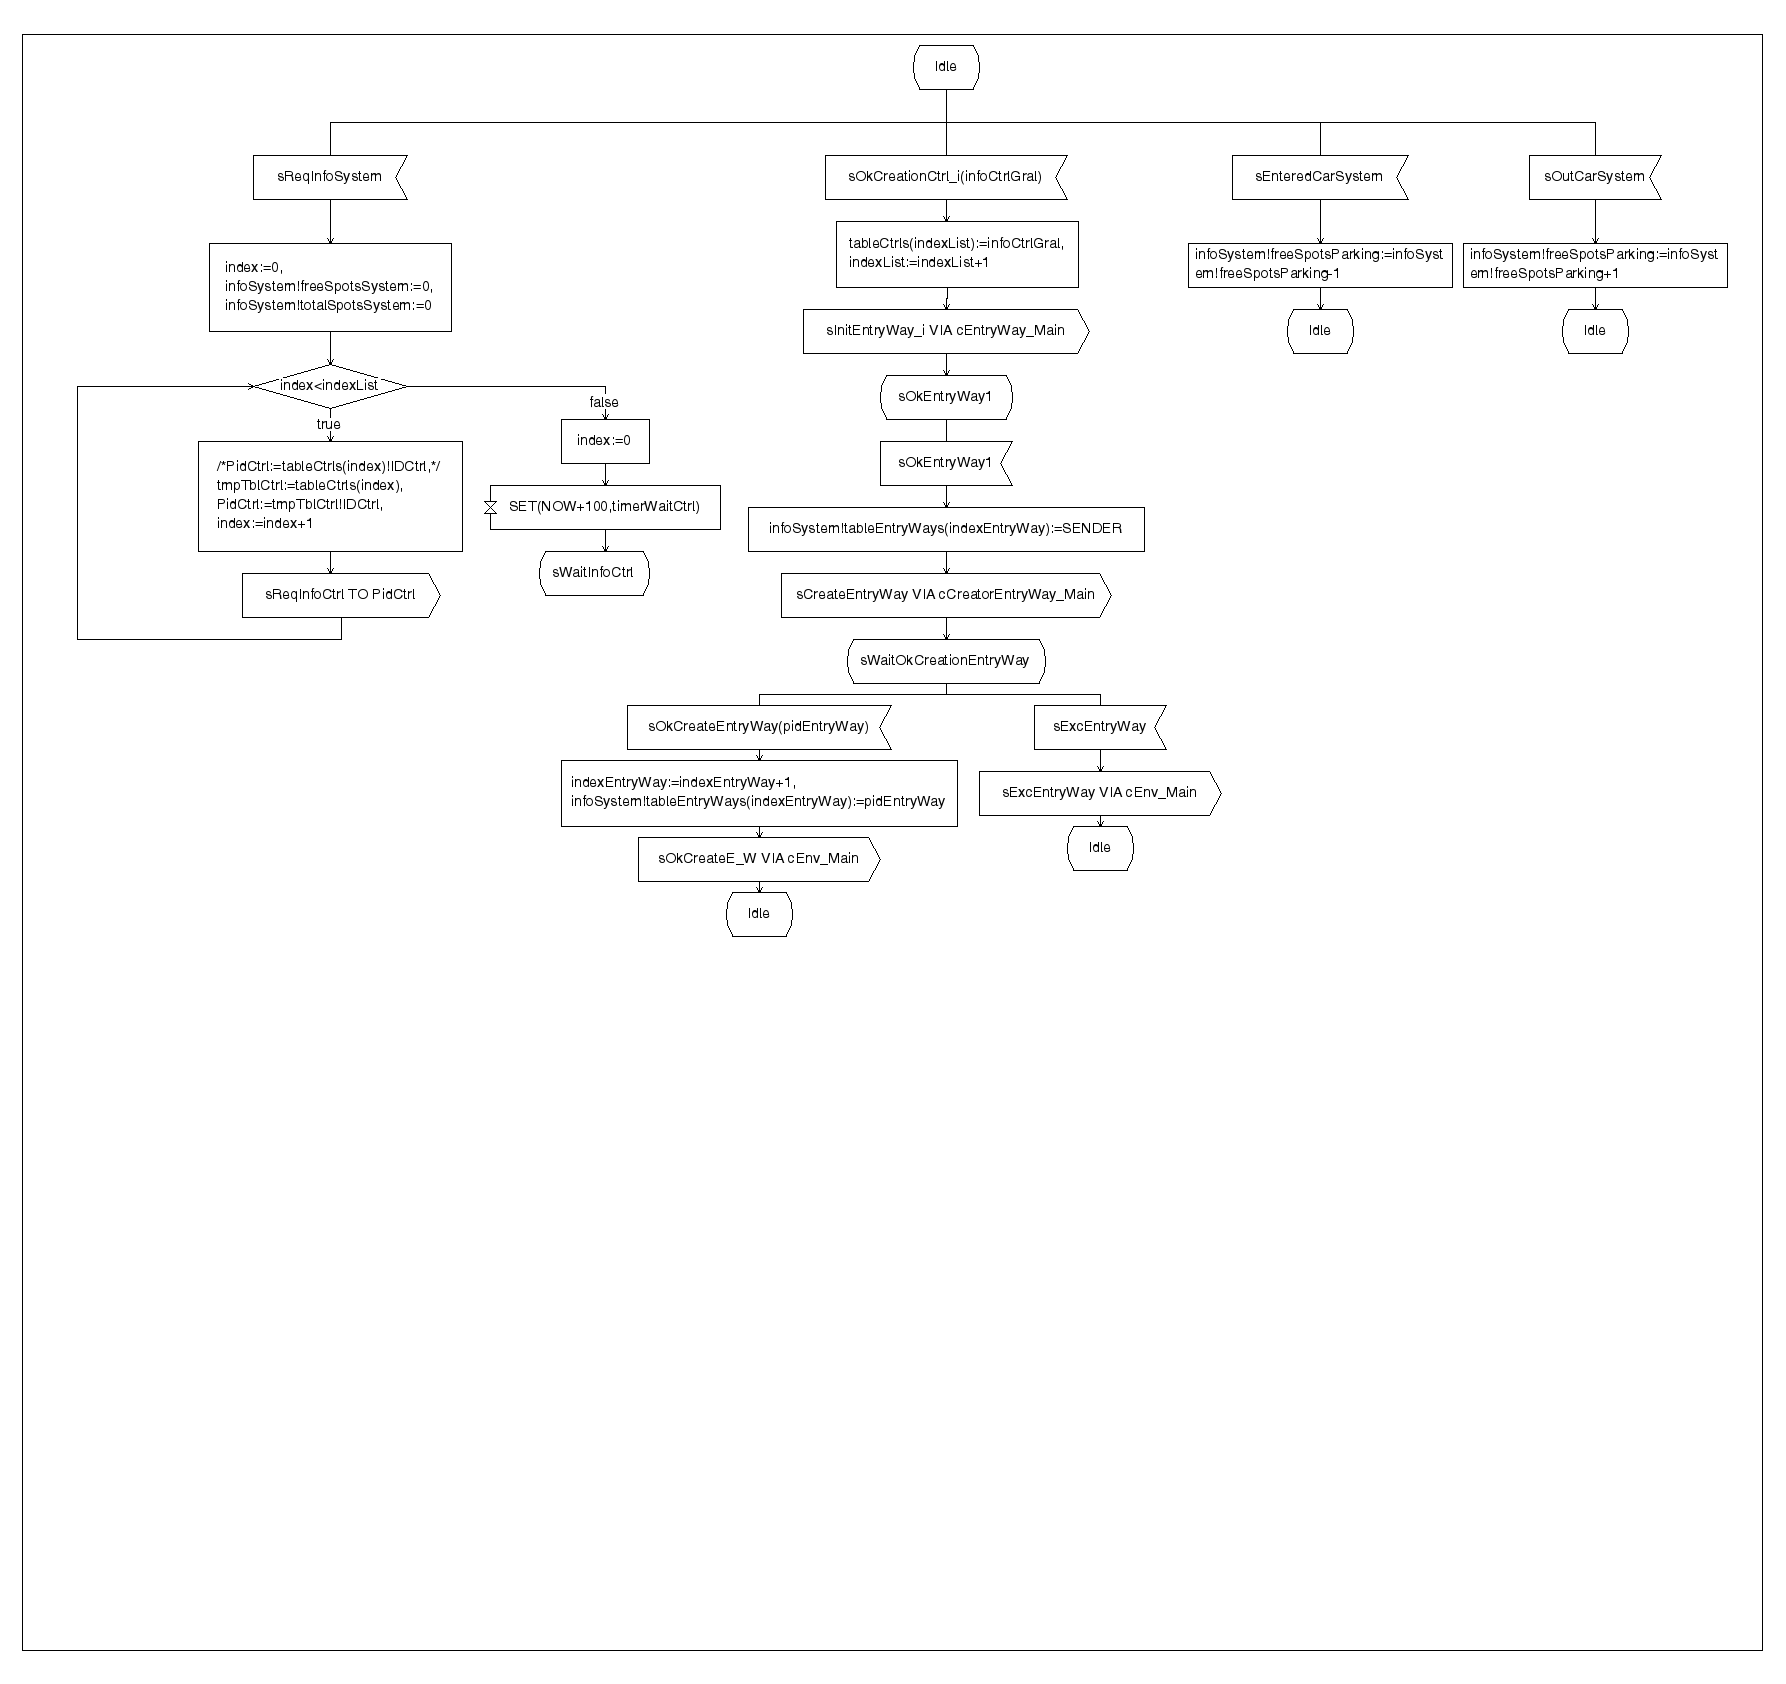 Idle
sReqInfoSystem
index:=0,
infoSystem!freeSpotsSystem:=0,
infoSystem!totalSpotsSystem:=0
index<indexList
true
/*PidCtrl:=tableCtrls(index)!IDCtrl,*/
tmpTblCtrl:=tableCtrls(index),
PidCtrl:=tmpTblCtrl!IDCtrl,
index:=index+1
sReqInfoCtrl TO PidCtrl
false
index:=0
SET(NOW+100,timerWaitCtrl)
sWaitInfoCtrl
sOkCreationCtrl_i(infoCtrlGral)
tableCtrls(indexList):=infoCtrlGral,
indexList:=indexList+1
sInitEntryWay_i VIA cEntryWay_Main
sOkEntryWay1
sOkEntryWay1
infoSystem!tableEntryWays(indexEntryWay):=SENDER
sCreateEntryWay VIA cCreatorEntryWay_Main
sWaitOkCreationEntryWay
sOkCreateEntryWay(pidEntryWay)
indexEntryWay:=indexEntryWay+1,
infoSystem!tableEntryWays(indexEntryWay):=pidEntryWay
sOkCreateE_W VIA cEnv_Main
Idle
sExcEntryWay
sExcEntryWay VIA cEnv_Main
Idle
sEnteredCarSystem
infoSystem!freeSpotsParking:=infoSyst
em!freeSpotsParking-1
Idle
sOutCarSystem
infoSystem!freeSpotsParking:=infoSyst
em!freeSpotsParking+1
Idle